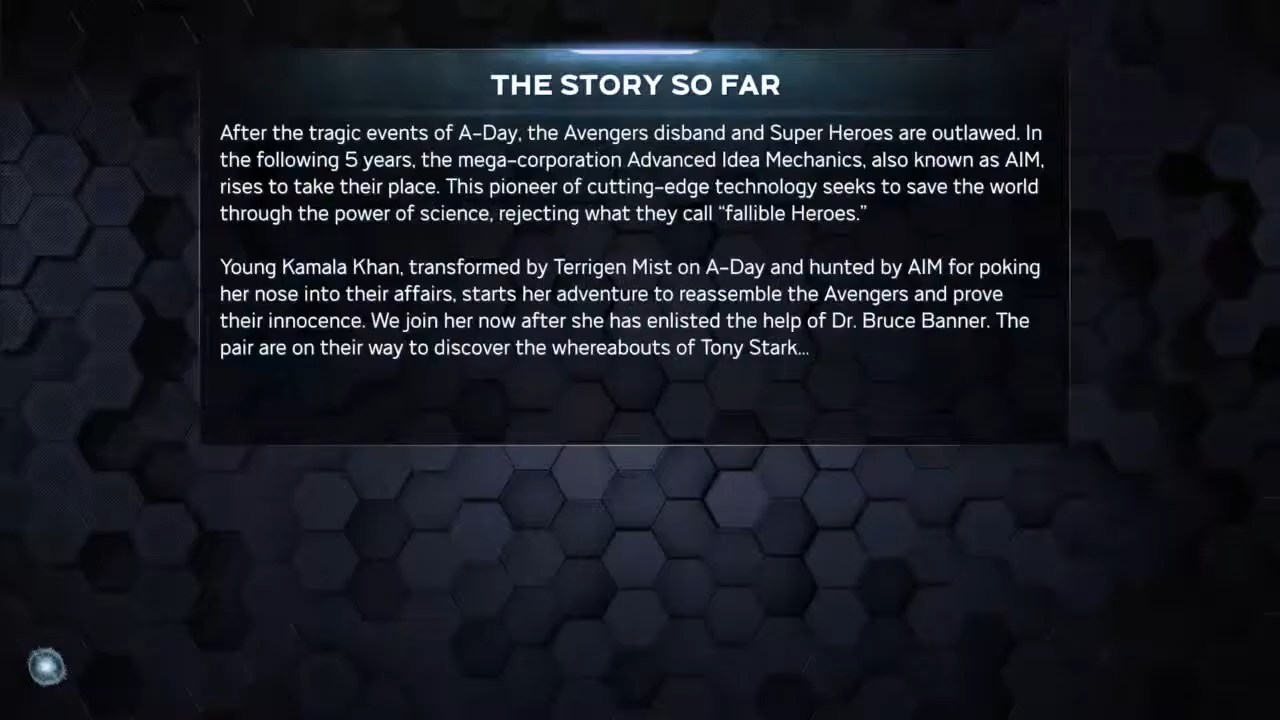 THE STORY SO FAR
After the tragic events of A-Day, the Avengers disband and Super Heroes are outlawed. In
the following 5 years, the mega-corporation Advanced Idea Mechanics, also known as AIM,
rises to take their place. This pioneer of cutting-edge technology seeks to save the world
through the power of science, rejecting what they call “fallible Heroes.”
Young Kamala Khan, transformed by Terrigen Mist on A-Day and hunted by AIM for poking
her nose into their affairs, starts her adventure to reassemble the Avengers and prove
their innocence. We join her now after she has enlisted the help of Dr. Bruce Banner. The
pair are on their way to discover the whereabouts of Tony Stark...